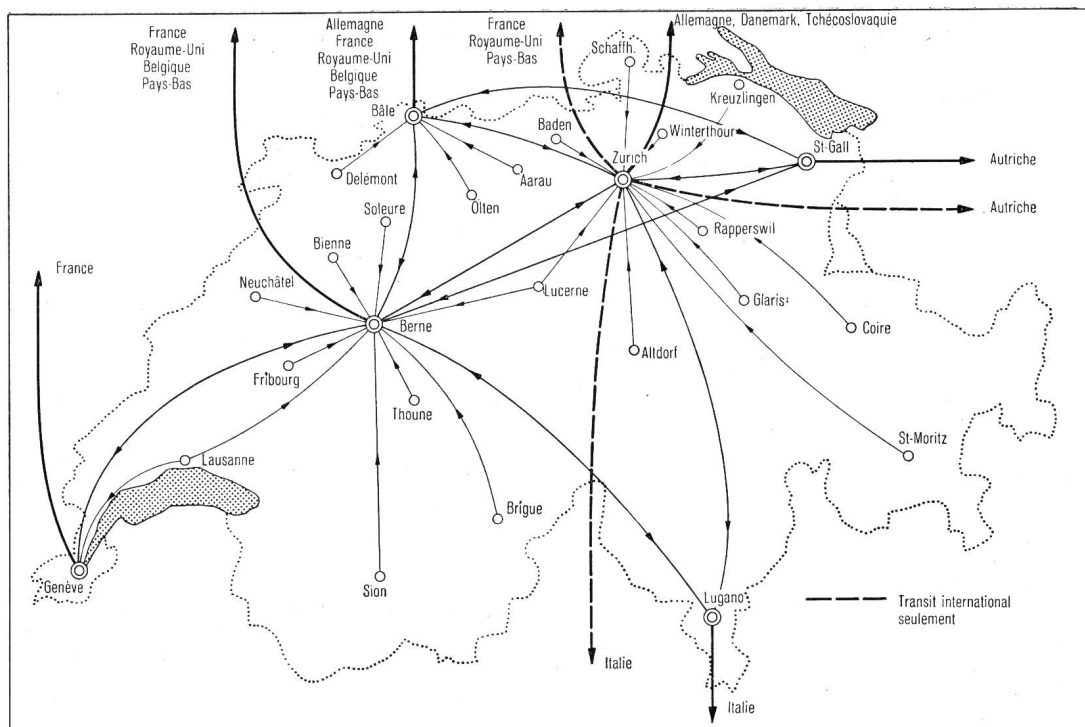 France
Royaume-Uni
Belgique
Pays-Bas
Allemagne
France
Royaume-Uni
Belgique
Pays-Bas
France
Royaume-Uni
Pays-Bas
Allemagne, Danemark, Tchécoslovaquie
Schaffh.
Kreuzlingen
Bâle
Baden
Winterthour
Zurich
St-Gall
Autriche
Delémont
Aarau
Olten
Autriche
Soleure
Rapperswil
Bienne
France
Neuchâtel
Lucerne
Glaris
Berne
Coire
Altdorf
Fribourg
Thoune
Lausanne
St-Moritz
Brigue
Genève
Sion
Lugano
Transit international
seulement
Italie
Italie